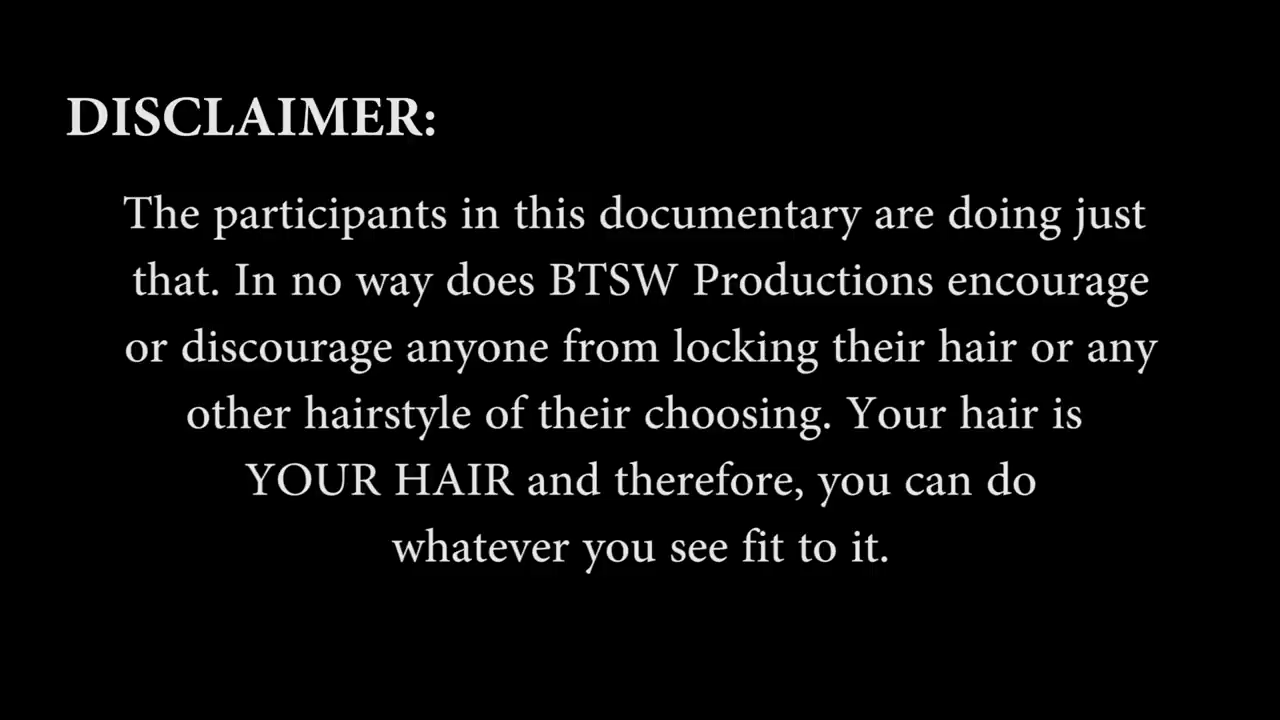 DISCLAIMER:
The participants in this documentary are doing just
that. In no way does BTSW Productions encourage
or discourage anyone from locking their hair or any
other hairstyle of their choosing. Your hair is
YOUR HAIR and therefore, you can do
whatever you see fit to it.